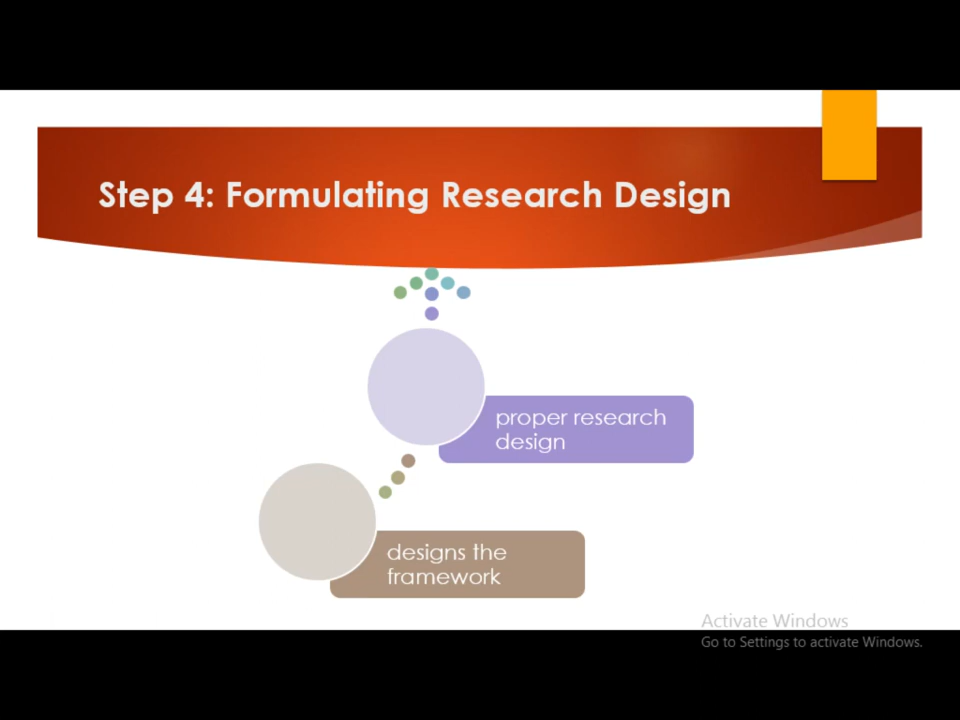 Step 4: Formulating Research Design
proper research
design
designs the
framework
Activate Windows
Go to Settings to activate Windows.